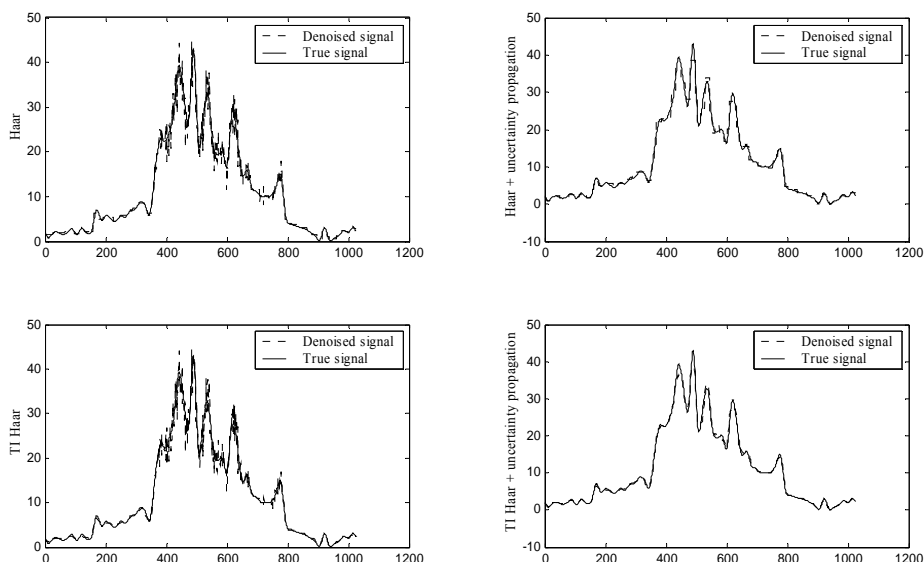 50
40
30
20
10
0
Haar
Denoised signal
True signal
0 200 400 600 800 1000 1200
50
40
30
20
10
0
-10
Haar + uncertainty propagation
Denoised signal
True signal
0 200 400 600 800 1000 1200
50
40
30
20
10
0
TI Haar
Denoised signal
True signal
0 200 400 600 800 1000 1200
50
40
30
20
10
0
-10
TI Haar + uncertainty propagation
Denoised signal
True signal
0 200 400 600 800 1000 1200